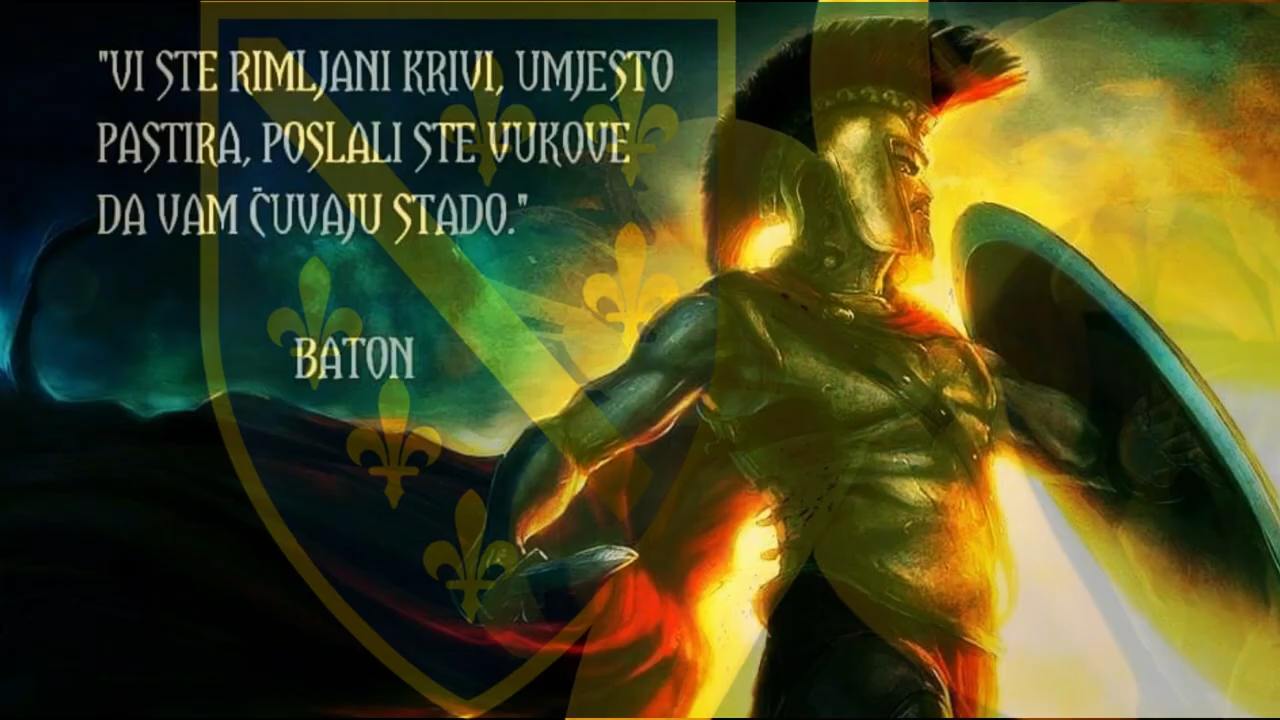 "VI STE RIMLJANI KRIVI, UMJESTO
PASTIRA, POSLALI STE VUKOVE
DA VAM ČUVAJU STADO."
BATON